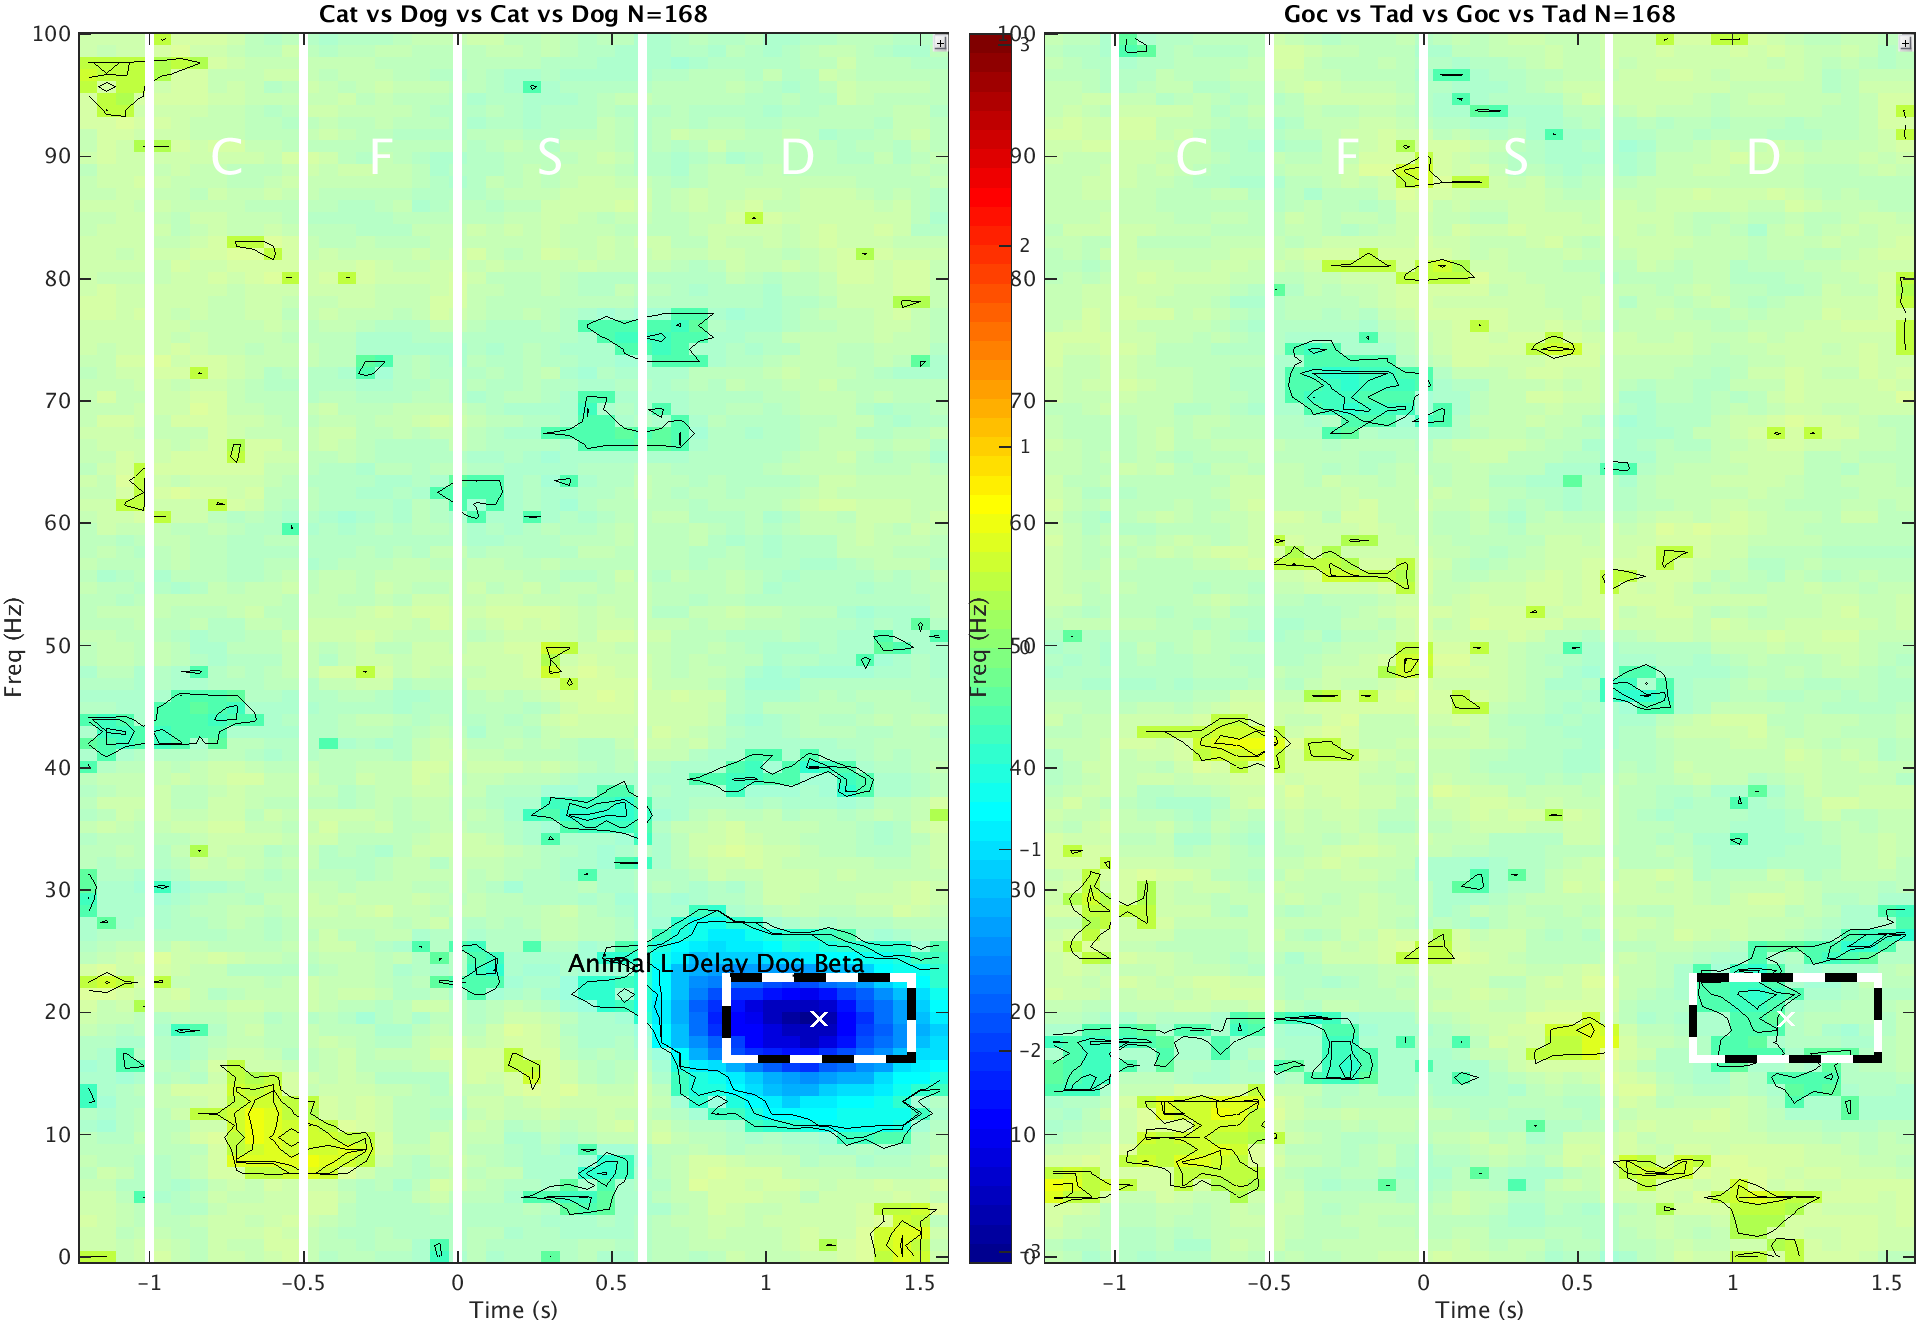 Cat vs Dog vs Cat vs Dog N=168
100
90
80
70
60
50
40
30
20
10
0
Freq (Hz)
C F S D
Animal L Delay Dog Beta
×
-1 -0.5 0 0.5 1 1.5
Time (s)
3
2
1
0
-1
-2
-3
Goc vs Tad vs Goc vs Tad N=168
100
90
80
70
60
50
40
30
20
10
0
Freq (Hz)
C F S D
×
-1 -0.5 0 0.5 1 1.5
Time (s)